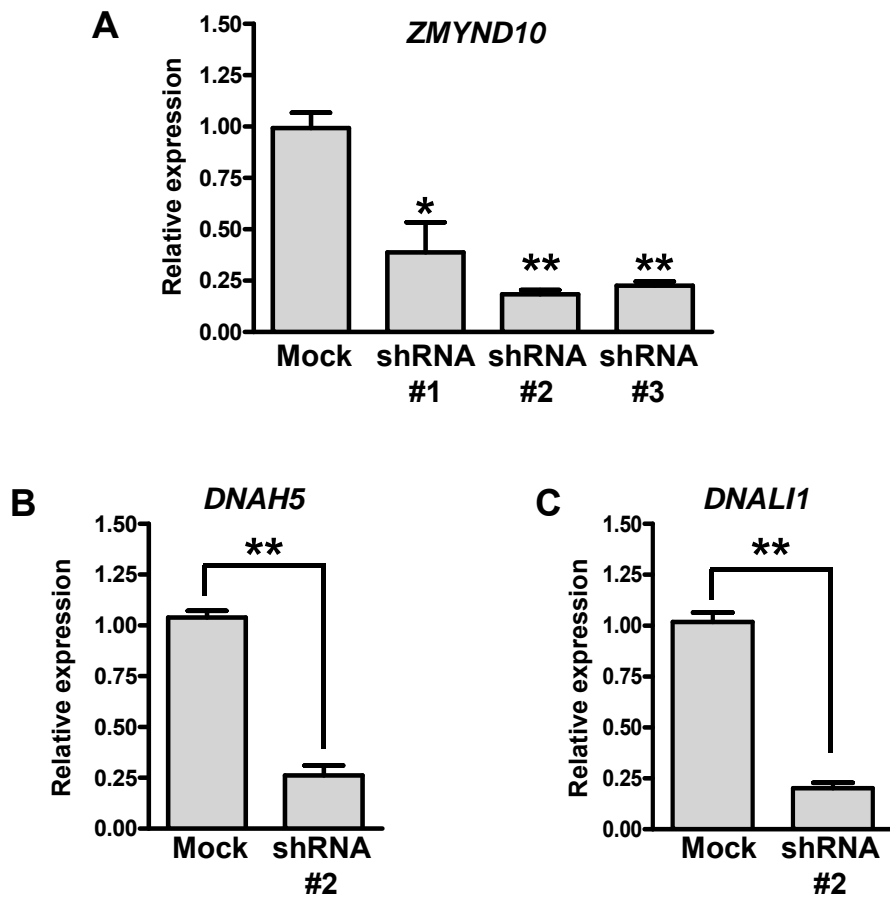 A
ZMYND10
Relative expression
1.50
1.25
1.00
0.75
0.50
0.25
0.00
*
**
**
Mock shRNA shRNA shRNA
#1 #2 #3
B
DNAH5
Relative expression
1.50
1.25
1.00
0.75
0.50
0.25
0.00
**
Mock shRNA
#2
C
DNALI1
Relative expression
1.50
1.25
1.00
0.75
0.50
0.25
0.00
**
Mock shRNA
#2